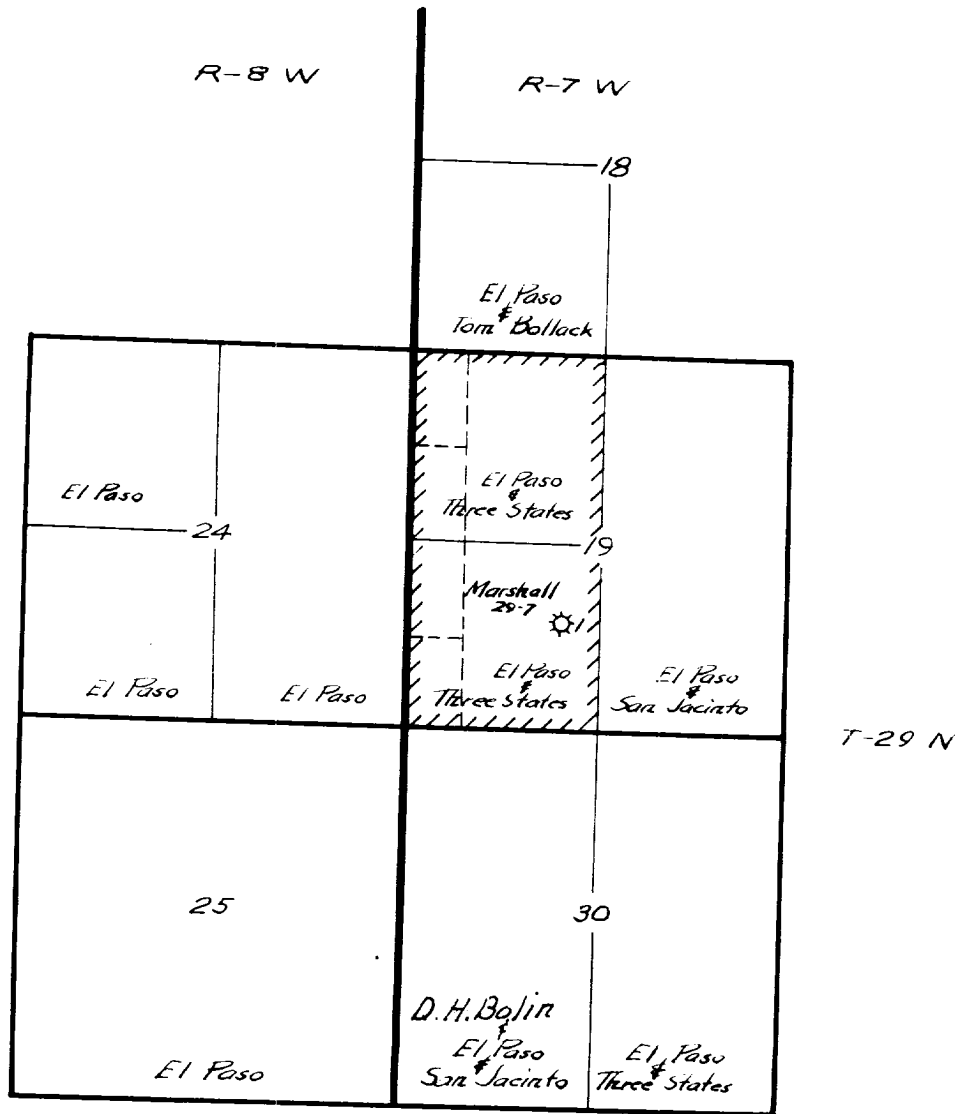 R-8 W
R-7 W
18
El Paso
&
Tom Bollack
El Paso
24
El Paso
El Paso
El Paso
&
Three States
19
Marshall
29-7
1
El Paso
&
Three States
El Paso
&
San Jacinto
T-29 N
25
El Paso
30
D.H. Bolin
&
El Paso
&
San Jacinto
El Paso
&
Three States